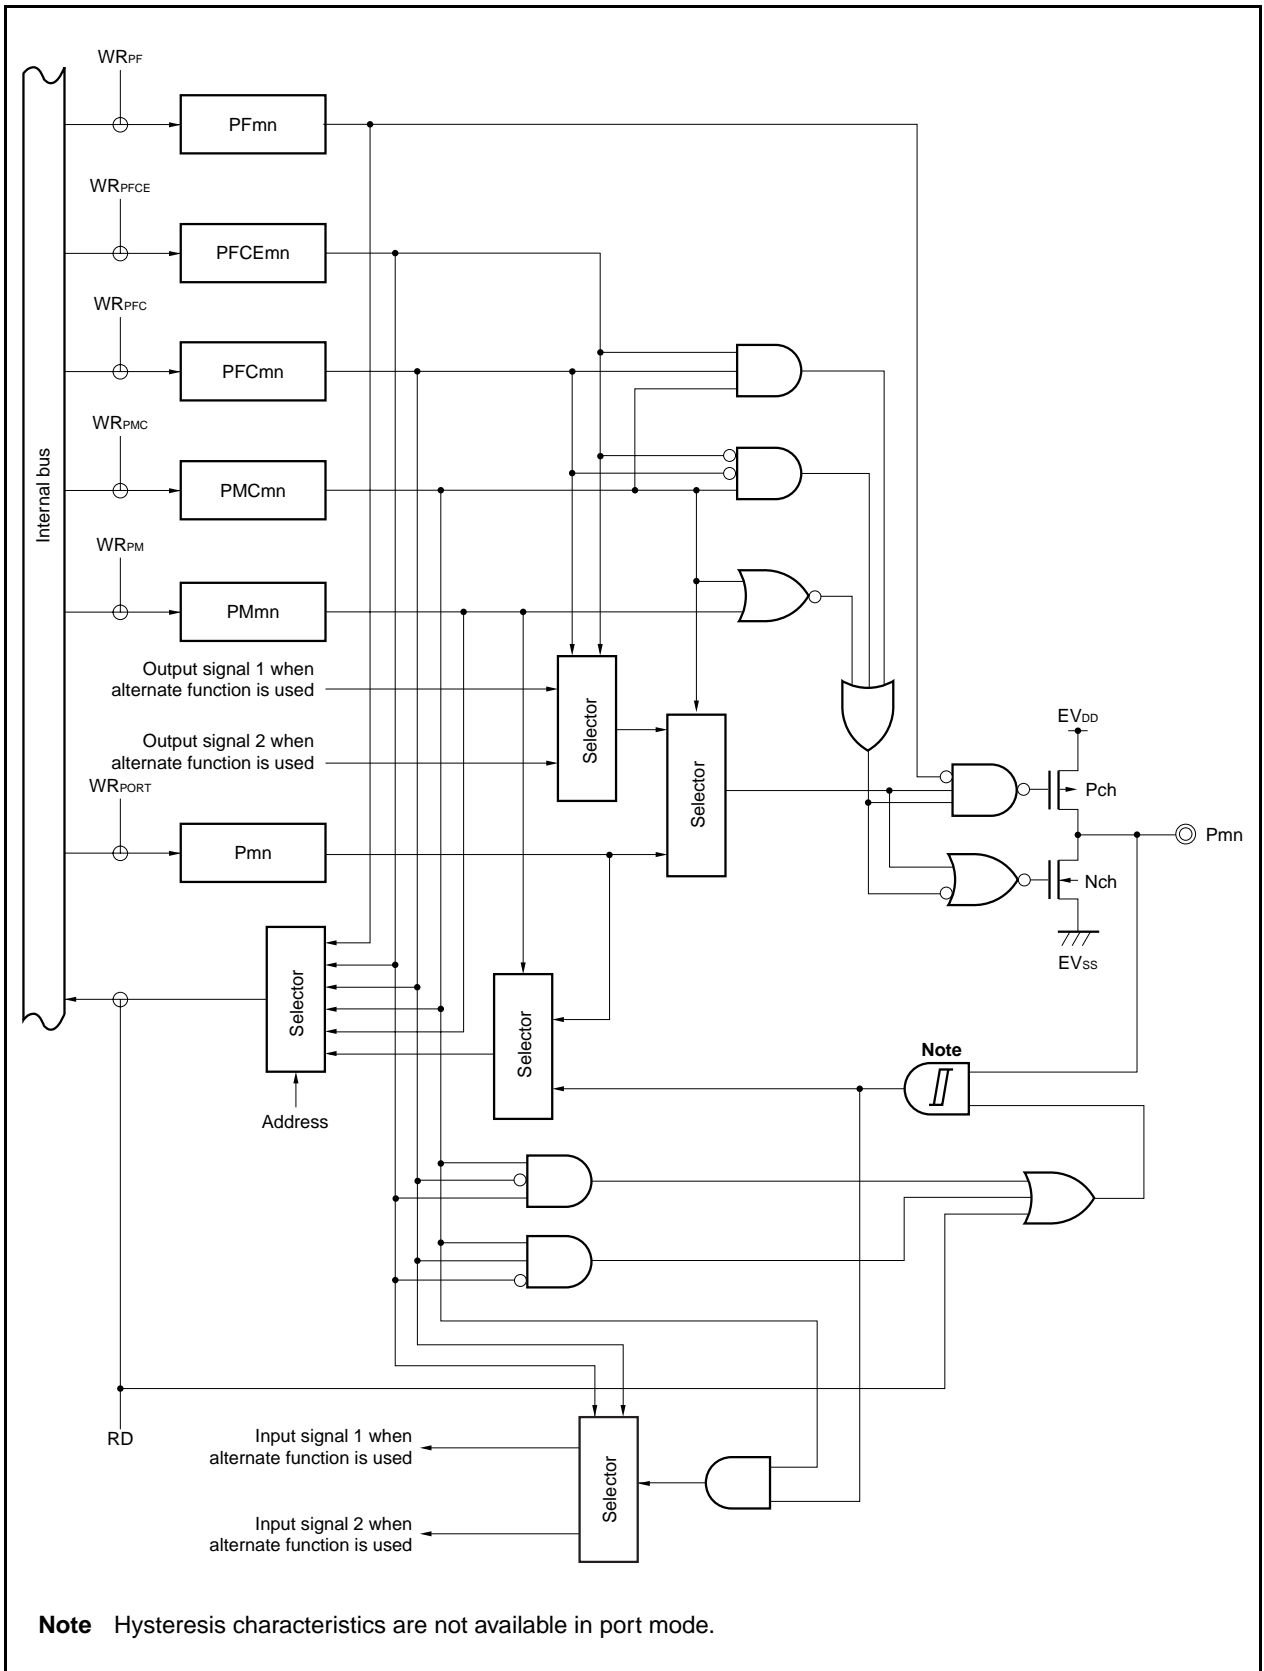 WRPF
PFmn
WRPFCE
PFCEmn
WRPFC
PFCmn
WRPMC
PMCmn
Internal bus
WRPM
PMmn
Output signal 1 when
alternate function is used
Output signal 2 when
alternate function is used
Selector
Selector
EVDD
Pch
WRPORT
Pmn
Pmn
Nch
EVSS
Selector
Selector
Note
Address
RD
Input signal 1 when
alternate function is used
Selector
Input signal 2 when
alternate function is used
Note Hysteresis characteristics are not available in port mode.